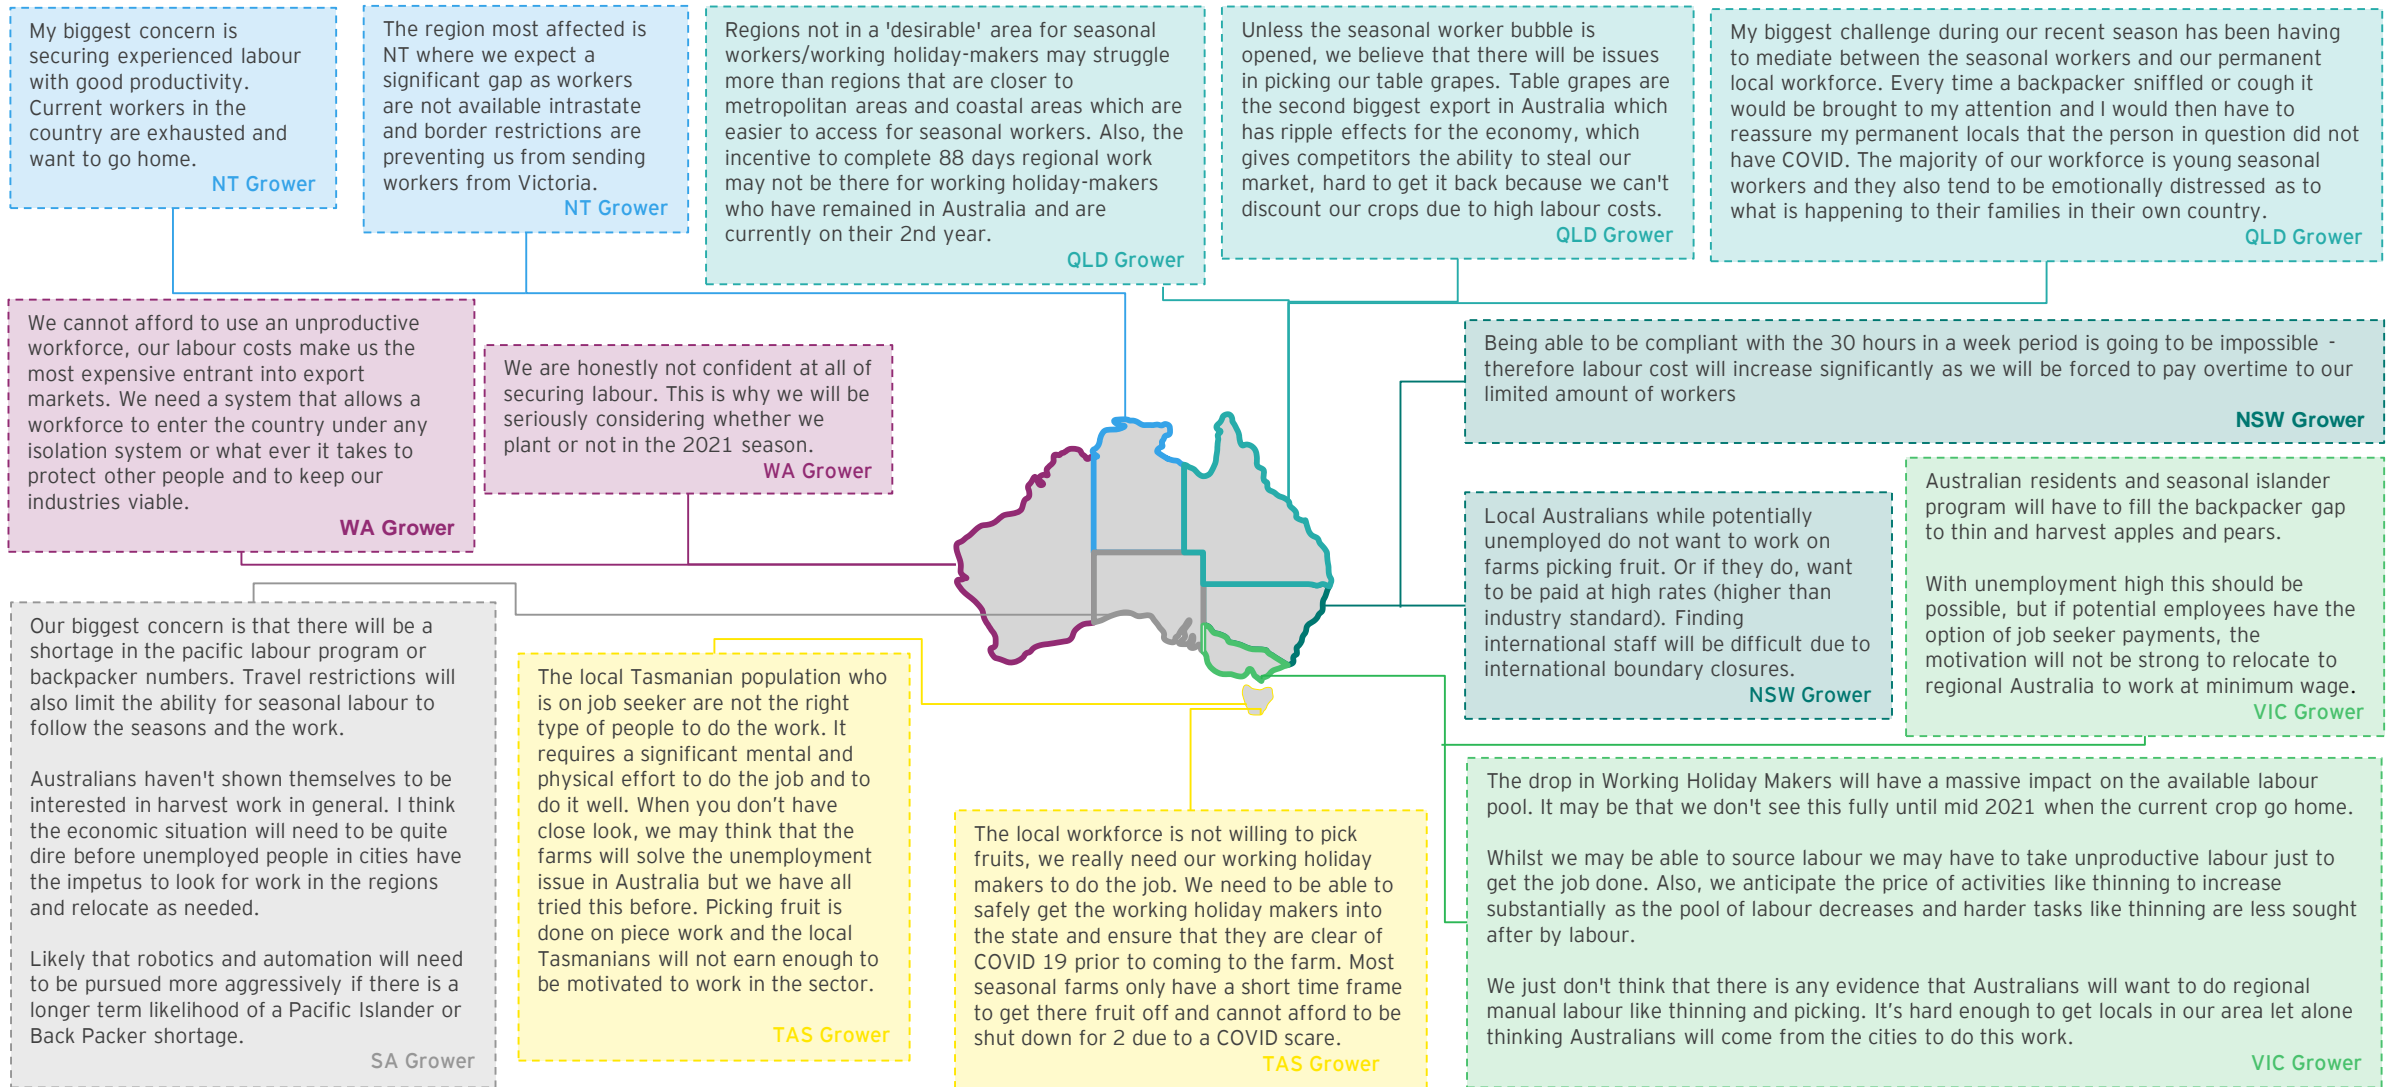 My biggest concern is
securing experienced labour
with good productivity.
Current workers in the
country are exhausted and
want to go home.
NT Grower
The region most affected is
NT where we expect a
significant gap as workers
are not available intrastate
and border restrictions are
preventing us from sending
workers from Victoria.
NT Grower
Regions not in a 'desirable' area for seasonal
workers/working holiday-makers may struggle
more than regions that are closer to
metropolitan areas and coastal areas which are
easier to access for seasonal workers. Also, the
incentive to complete 88 days regional work
may not be there for working holiday-makers
who have remained in Australia and are
currently on their 2nd year.
QLD Grower
Unless the seasonal worker bubble is
opened, we believe that there will be issues
in picking our table grapes. Table grapes are
the second biggest export in Australia which
has ripple effects for the economy, which
gives competitors the ability to steal our
market, hard to get it back because we can't
discount our crops due to high labour costs.
QLD Grower
My biggest challenge during our recent season has been having
to mediate between the seasonal workers and our permanent
local workforce. Every time a backpacker sniffled or cough it
would be brought to my attention and I would then have to
reassure my permanent locals that the person in question did not
have COVID. The majority of our workforce is young seasonal
workers and they also tend to be emotionally distressed as to
what is happening to their families in their own country.
QLD Grower
We cannot afford to use an unproductive
workforce, our labour costs make us the
most expensive entrant into export
markets. We need a system that allows a
workforce to enter the country under any
isolation system or what ever it takes to
protect other people and to keep our
industries viable.
WA Grower
We are honestly not confident at all of
securing labour. This is why we will be
seriously considering whether we
plant or not in the 2021 season.
WA Grower
Being able to be compliant with the 30 hours in a week period is going to be impossible -
therefore labour cost will increase significantly as we will be forced to pay overtime to our
limited amount of workers
NSW Grower
Local Australians while potentially
unemployed do not want to work on
farms picking fruit. Or if they do, want
to be paid at high rates (higher than
industry standard). Finding
international staff will be difficult due to
international boundary closures.
NSW Grower
Australian residents and seasonal islander
program will have to fill the backpacker gap
to thin and harvest apples and pears.
With unemployment high this should be
possible, but if potential employees have the
option of job seeker payments, the
motivation will not be strong to relocate to
regional Australia to work at minimum wage.
VIC Grower
Our biggest concern is that there will be a
shortage in the pacific labour program or
backpacker numbers. Travel restrictions will
also limit the ability for seasonal labour to
follow the seasons and the work.
Australians haven't shown themselves to be
interested in harvest work in general. I think
the economic situation will need to be quite
dire before unemployed people in cities have
the impetus to look for work in the regions
and relocate as needed.
Likely that robotics and automation will need
to be pursued more aggressively if there is a
longer term likelihood of a Pacific Islander or
Back Packer shortage.
SA Grower
The local Tasmanian population who
is on job seeker are not the right
type of people to do the work. It
requires a significant mental and
physical effort to do the job and to
do it well. When you don’t have
close look, we may think that the
farms will solve the unemployment
issue in Australia but we have all
tried this before. Picking fruit is
done on piece work and the local
Tasmanians will not earn enough to
be motivated to work in the sector.
TAS Grower
The local workforce is not willing to pick
fruits, we really need our working holiday
makers to do the job. We need to be able to
safely get the working holiday makers into
the state and ensure that they are clear of
COVID 19 prior to coming to the farm. Most
seasonal farms only have a short time frame
to get there fruit off and cannot afford to be
shut down for 2 due to a COVID scare.
TAS Grower
The drop in Working Holiday Makers will have a massive impact on the available labour
pool. It may be that we don't see this fully until mid 2021 when the current crop go home.
Whilst we may be able to source labour we may have to take unproductive labour just to
get the job done. Also, we anticipate the price of activities like thinning to increase
substantially as the pool of labour decreases and harder tasks like thinning are less sought
after by labour.
We just don't think that there is any evidence that Australians will want to do regional
manual labour like thinning and picking. It’s hard enough to get locals in our area let alone
thinking Australians will come from the cities to do this work.
VIC Grower